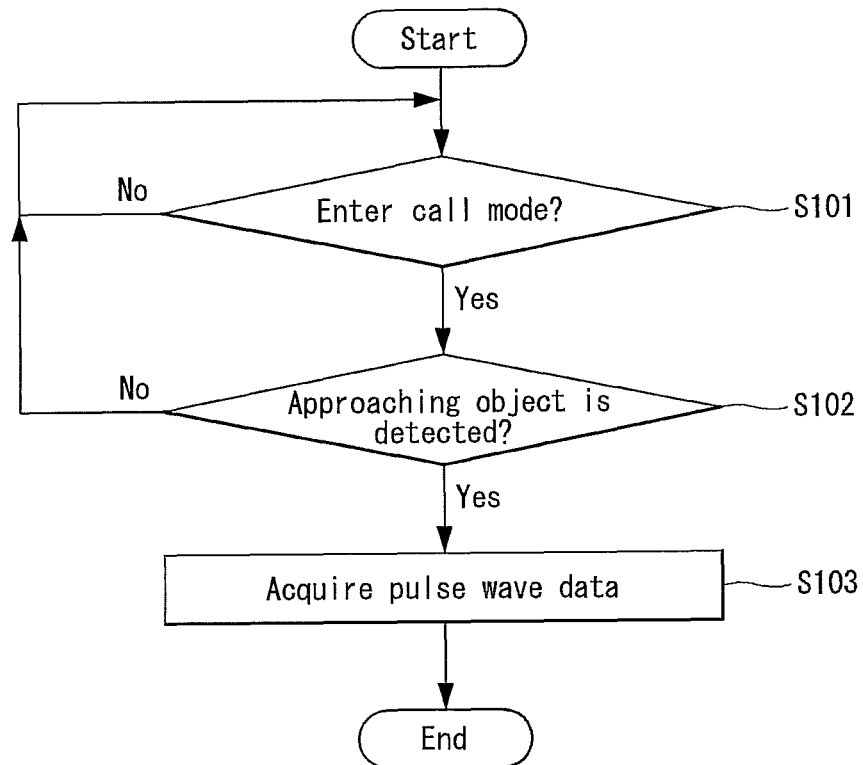 Start
No
Enter call mode?
S101
Yes
No
Approaching object is
detected?
S102
Yes
Acquire pulse wave data
S103
End